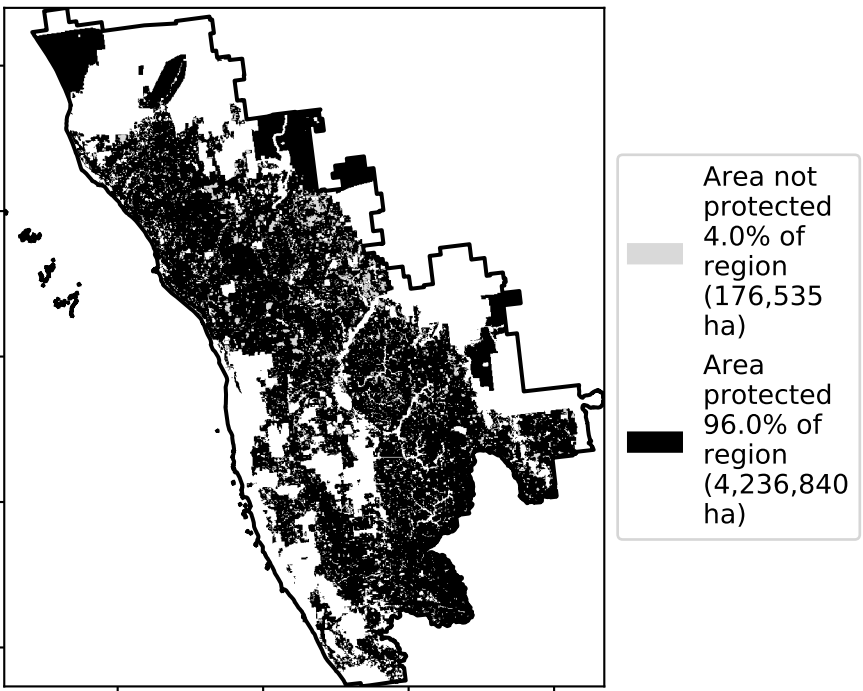 Area not
protected
4.0% of
region
(176,535
ha)
Area
protected
96.0% of
region
(4,236,840
ha)